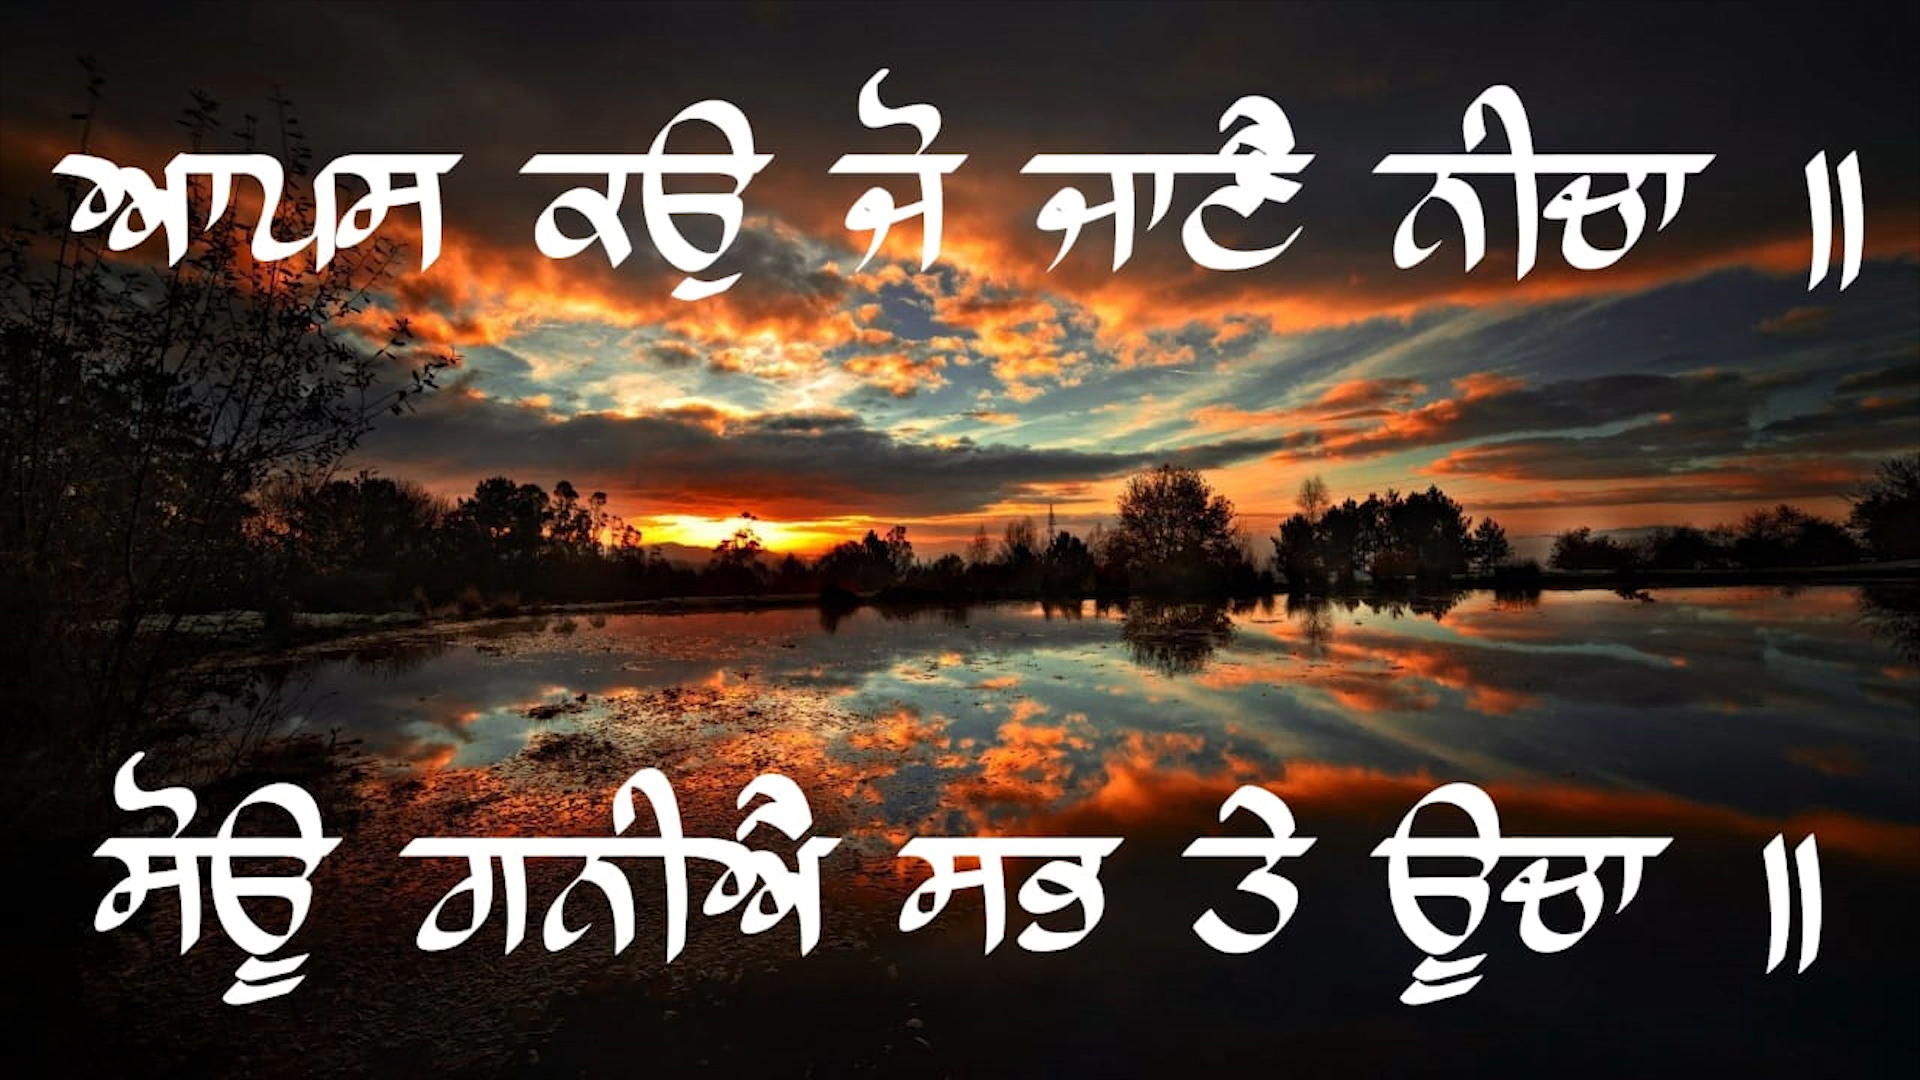 ਆਪਸ ਕਉ ਜੋ ਜਾਣੈ ਨੀਚਾ ॥
ਸੋਊ ਗਨੀਐ ਸਭ ਤੇ ਊਚਾ ॥